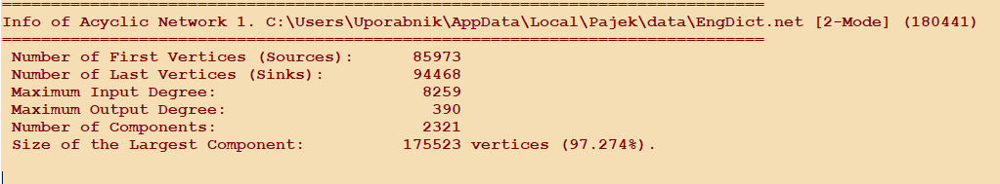 ==============================================================================
Info of Acyclic Network 1. C:\Users\Uporabnik\AppData\Local\Pajek\data\EngDict.net [2-Mode] (180441)
==============================================================================
Number of First Vertices (Sources): 85973
Number of Last Vertices (Sinks): 94468
Maximum Input Degree: 8259
Maximum Output Degree: 390
Number of Components: 2321
Size of the Largest Component: 175523 vertices (97.274%).